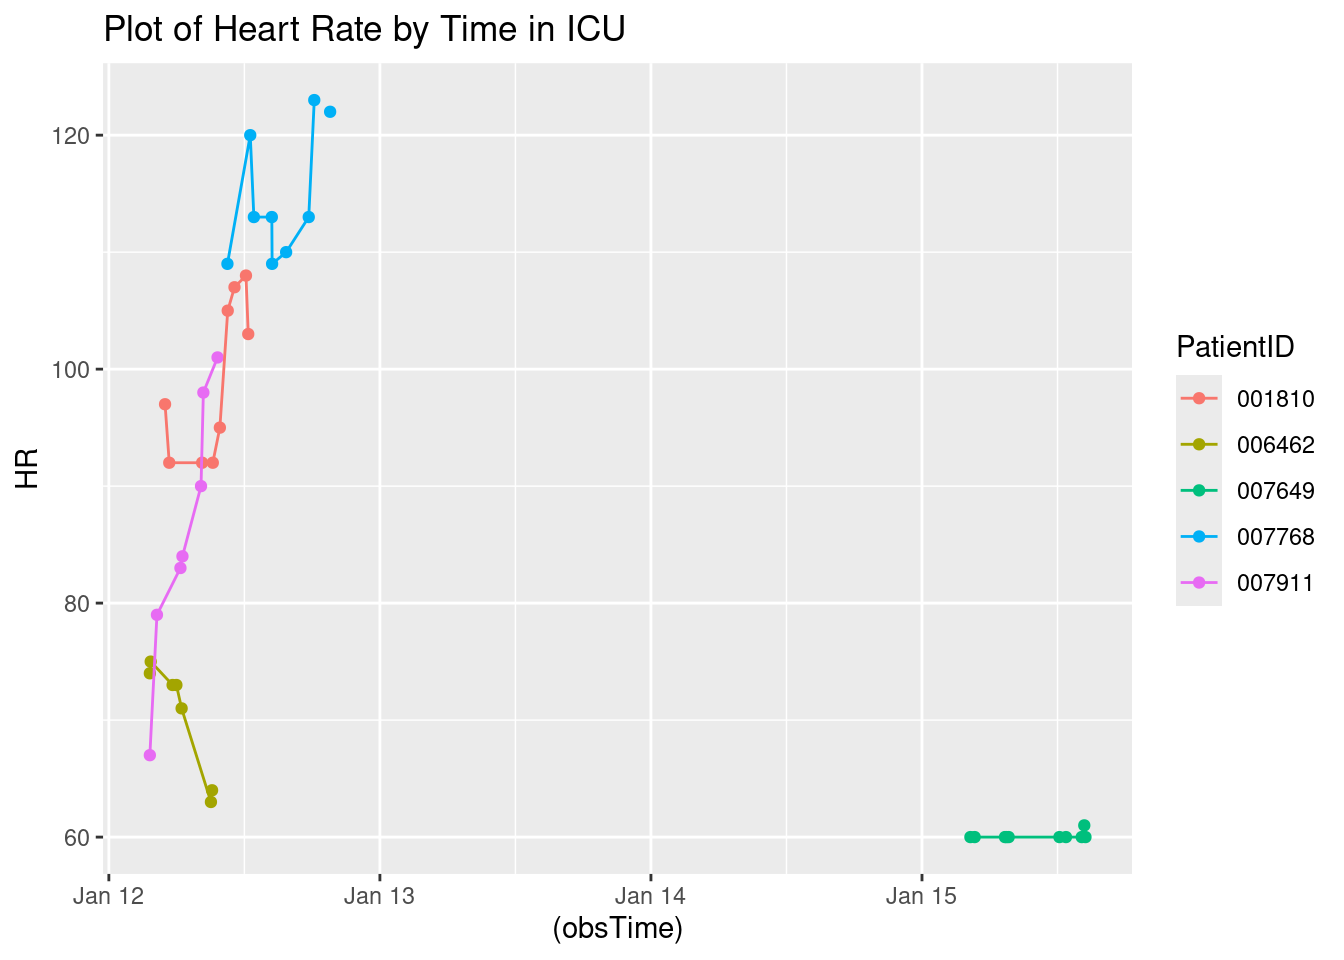 Plot of Heart Rate by Time in ICU
120
100
80
60
HR
Jan 12
Jan 13
Jan 14
Jan 15
(obsTime)
PatientID
001810
006462
007649
007768
007911